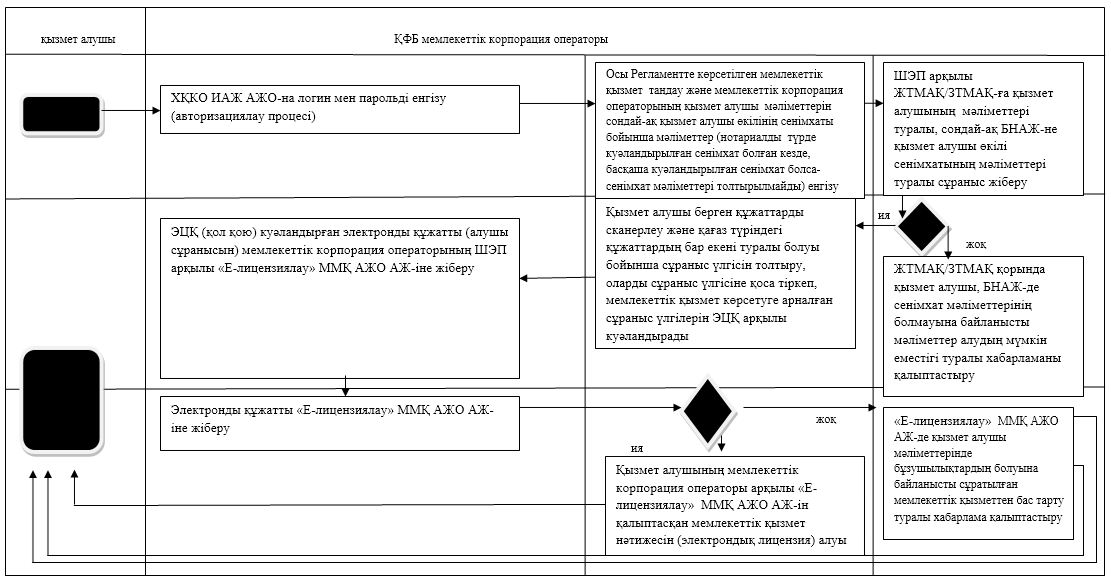 қызмет алушы
ҚФБ мемлекеттік корпорация операторы
ХҚКО ИАЖ АЖО-на логин мен парольді енгізу
(авторизациялау процесі)
Осы Регламентте көрсетілген мемлекеттік
қызмет таңдау және мемлекеттік корпорация
операторының қызмет алушы мәліметтерін
сондай-ақ қызмет алушы өкілінің сенімхаты
бойынша мәліметтер (нотариалды түрде
куәландырылған сенімхат болған кезде,
басқаша куәландырылған сенімхат болса-
сенімхат мәліметтері толтырылмайды) енгізу
ШЭП арқылы
ЖТМАҚ/ЗТМАҚ-ға қызмет
алушының мәліметтері
туралы, сондай-ақ БНАЖ-не
қызмет алушы өкілі
сенімхатының мәліметтері
туралы сұраныс жіберу
ЭЦҚ (қол қою) куәландырған электронды құжатты (алушы
сұранысын) мемлекеттік корпорация операторының ШЭП
арқылы «Е-лицензиялау» ММҚ АЖО АЖ-іне жіберу
Қызмет алушы берген құжаттарды
сканерлеу және қағаз түріндегі
құжаттардың бар екені туралы болуы
бойынша сұраныс үлгісін толтыру,
оларды сұраныс үлгісіне қоса тіркеп,
мемлекеттік қызмет көрсетуге арналған
сұраныс үлгілерін ЭЦҚ арқылы
куәландырады
ия
жоқ
ЖТМАҚ/ЗТМАҚ қорында
қызмет алушы, БНАЖ-де
сенімхат мәліметтерінің
болмауына байланысты
мәліметтер алудың мүмкін
еместігі туралы хабарламаны
қалыптастыру
Электронды құжатты «Е-лицензиялау» ММҚ АЖО АЖ-
іне жіберу
жоқ
ия
«Е-лицензиялау» ММҚ АЖО
АЖ-де қызмет алушы
мәліметтерінде
бұзушылықтардың болуына
байланысты сұратылған
мемлекеттік қызметтен бас тарту
туралы хабарлама қалыптастыру
Қызмет алушының мемлекеттік
корпорация операторы арқылы «Е-
лицензиялау» ММҚ АЖО АЖ-ін
қалыптасқан мемлекеттік қызмет
нәтижесін (электрондық лицензия) алуы